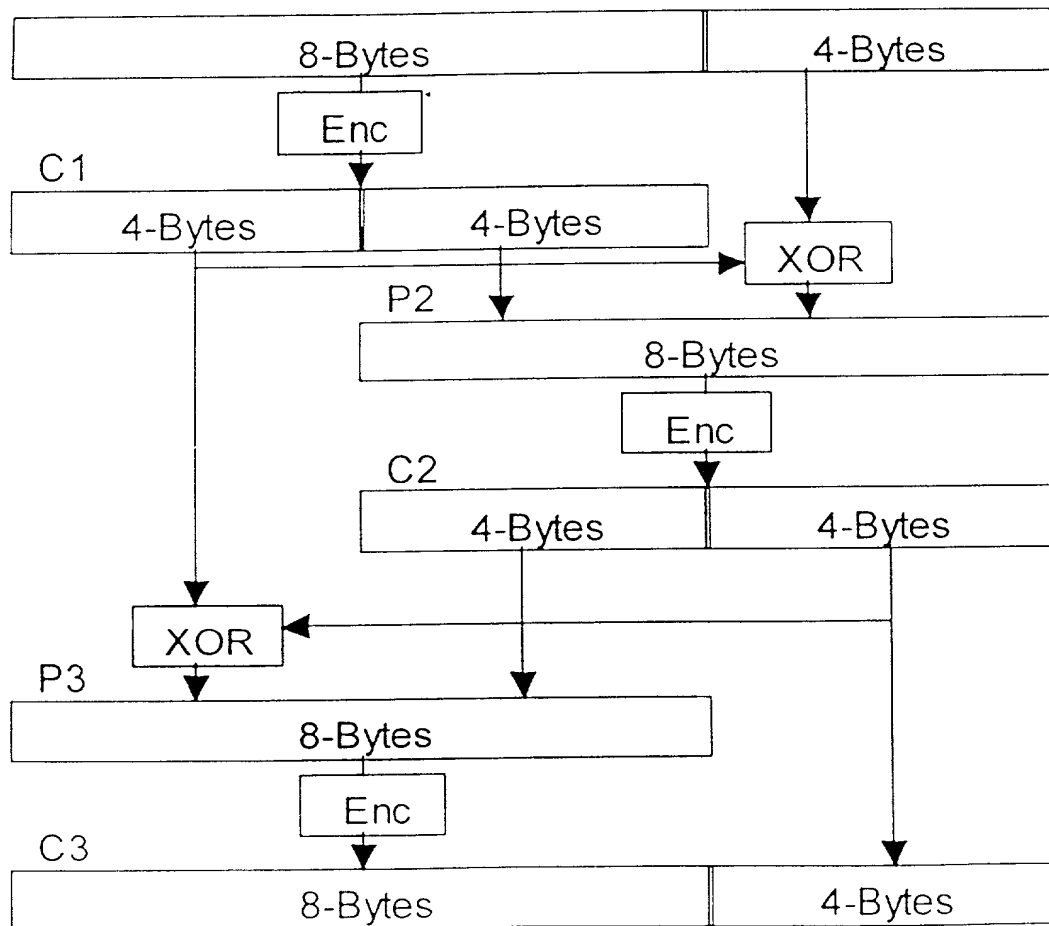 8-Bytes 4-Bytes
Enc
C1
4-Bytes 4-Bytes
XOR
P2
8-Bytes
Enc
C2
4-Bytes 4-Bytes
XOR
P3
8-Bytes
Enc
C3
8-Bytes 4-Bytes